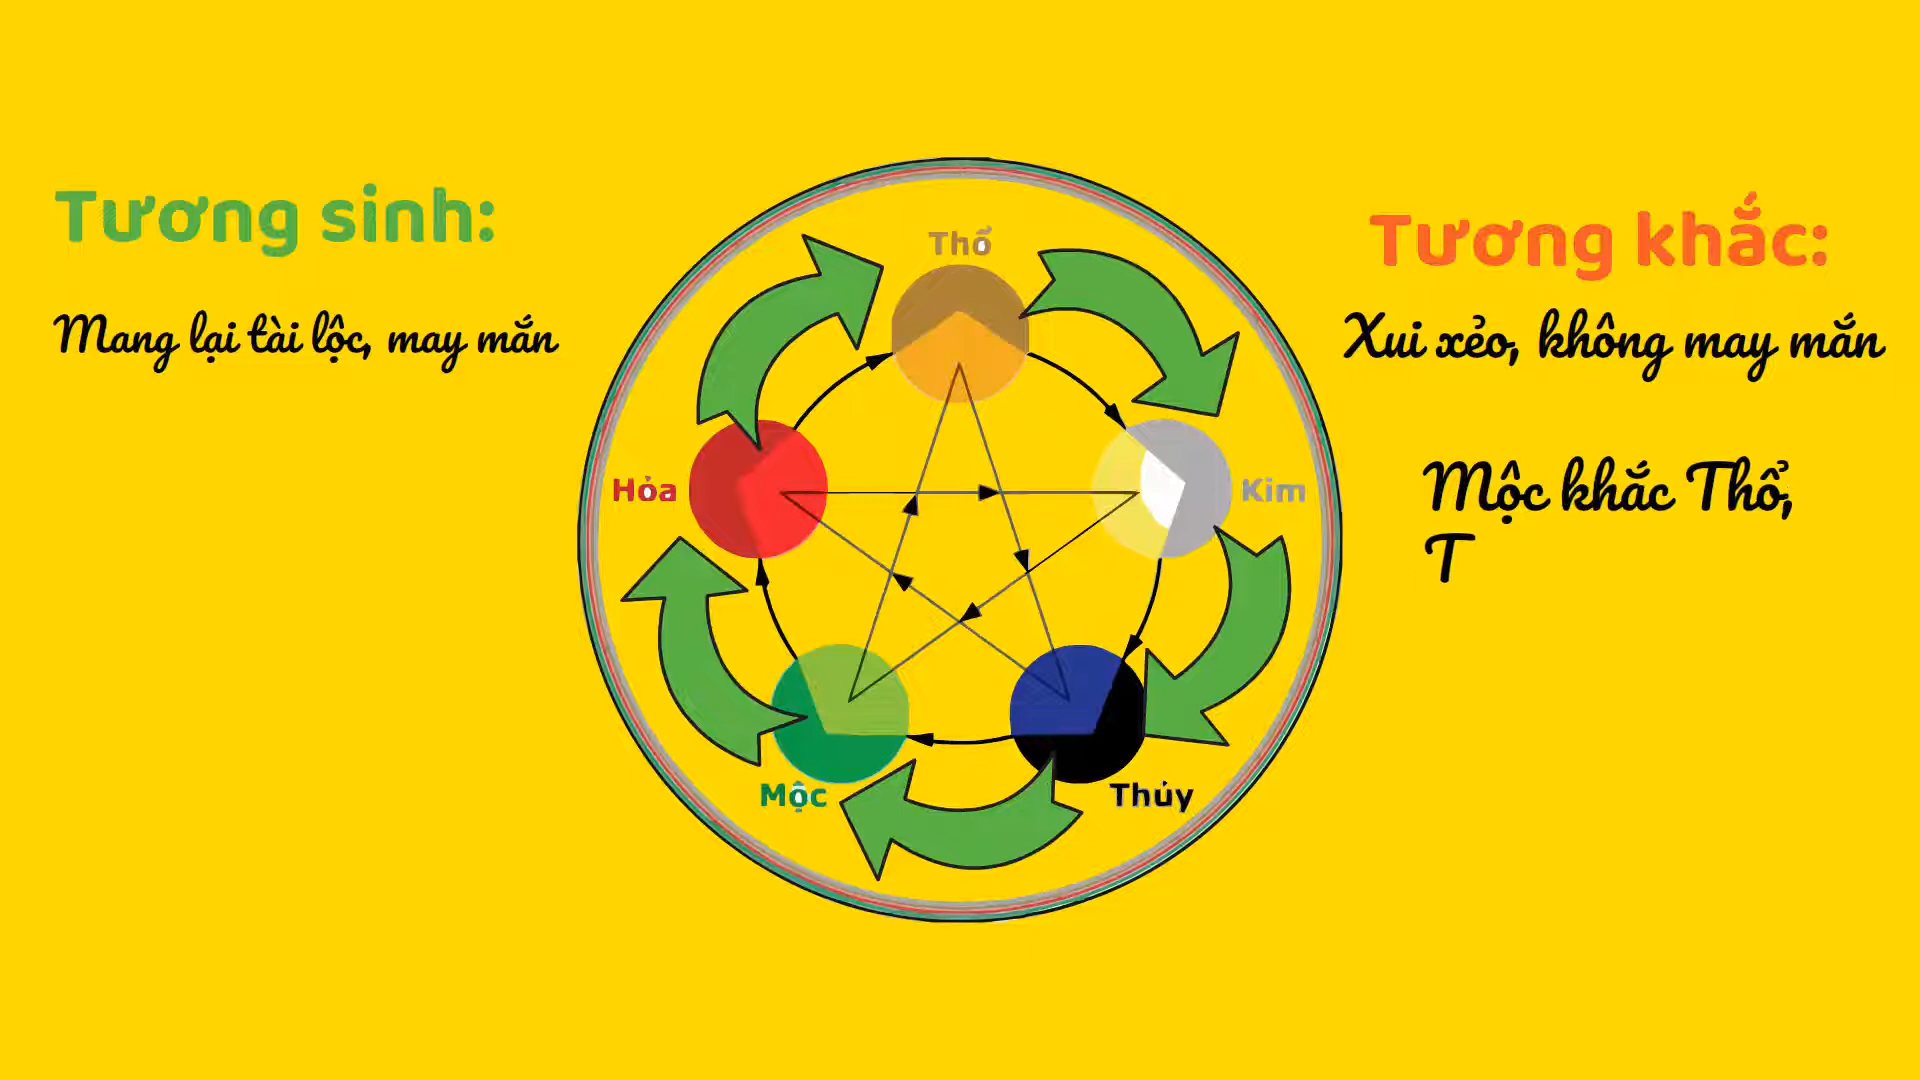 Tương sinh:
Mang lại tài lộc, may mắn
Thổ
Hỏa
Kim
Mộc
Thủy
Tương khắc:
Xui xẻo, không may mắn
Mộc khắc Thổ,
T